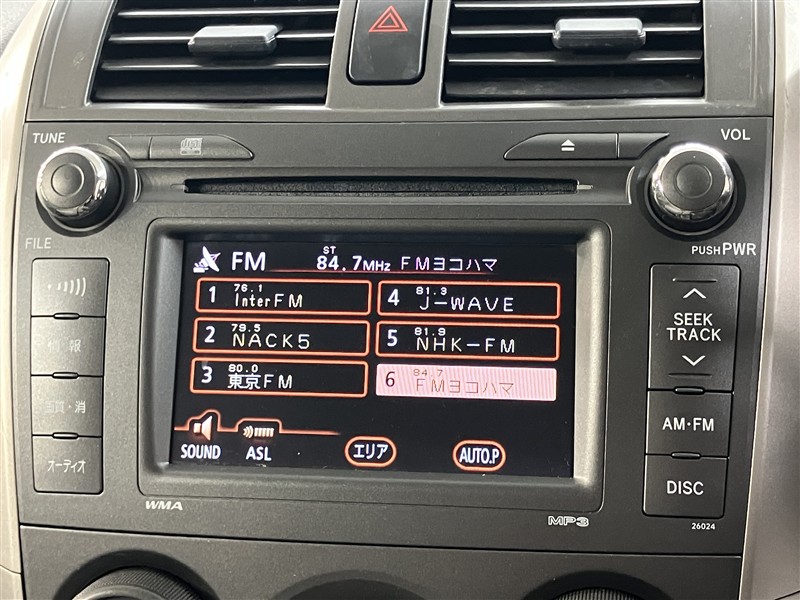 TUNE
VOL
FILE
PUSH PWR
FM ST 84.7MHz FMヨコハマ
1 76.1 InterFM
4 81.3 J-WAVE
2 79.5 NACK5
5 81.9 NHK-FM
3 80.0 東京FM
6 84.7 FMヨコハマ
SOUND
ASL
エリア
AUTO.P
情報
画質・消
オーディオ
SEEK
TRACK
AM・FM
DISC
WMA
MP3
26024